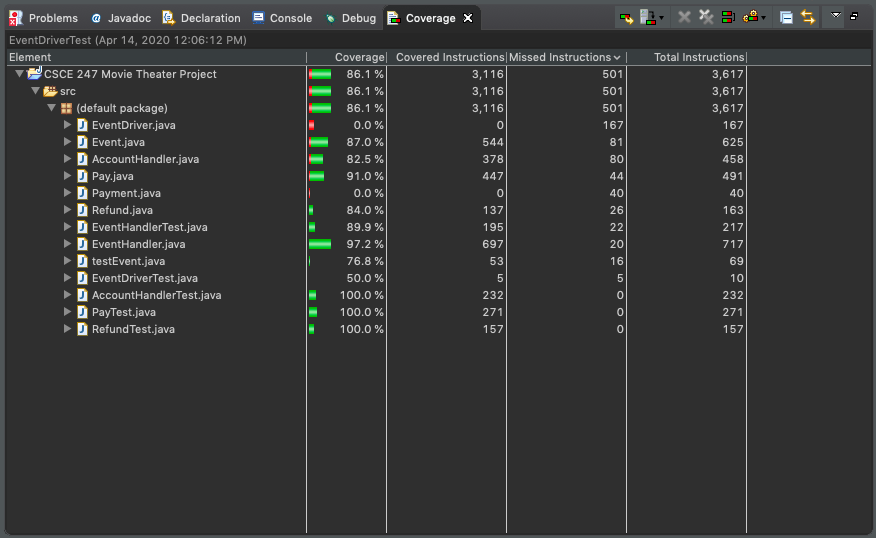 Problems @ Javadoc Declaration Console Debug Coverage
EventDriverTest (Apr 14, 2020 12:06:12 PM)
Element Coverage Covered Instructions Missed Instructions Total Instructions
CSCE 247 Movie Theater Project 86.1 % 3,116 501 3,617
src 86.1 % 3,116 501 3,617
(default package) 86.1 % 3,116 501 3,617
EventDriver.java 0.0 % 0 167 167
Event.java 87.0 % 544 81 625
AccountHandler.java 82.5 % 378 80 458
Pay.java 91.0 % 447 44 491
Payment.java 0.0 % 0 40 40
Refund.java 84.0 % 137 26 163
EventHandlerTest.java 89.9 % 195 22 217
EventHandler.java 97.2 % 697 20 717
testEvent.java 76.8 % 53 16 69
EventDriverTest.java 50.0 % 5 5 10
AccountHandlerTest.java 100.0 % 232 0 232
PayTest.java 100.0 % 271 0 271
RefundTest.java 100.0 % 157 0 157